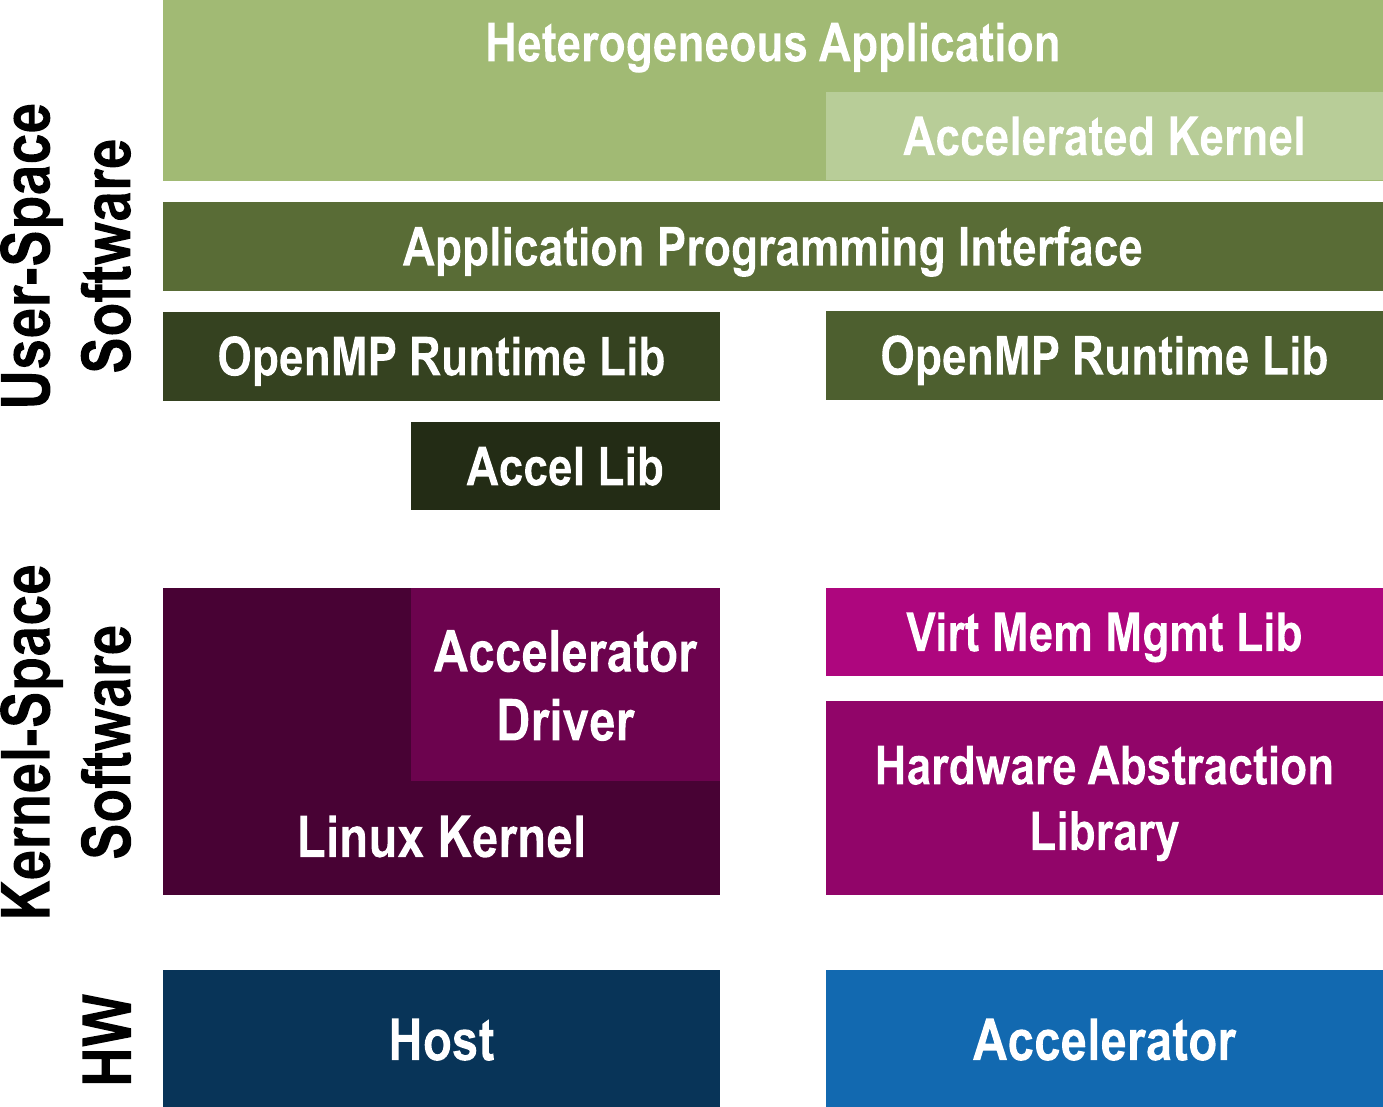 Heterogeneous Application
Accelerated Kernel
Application Programming Interface
OpenMP Runtime Lib
OpenMP Runtime Lib
Accel Lib
User-Space
Software
Accelerator
Driver
Linux Kernel
Virt Mem Mgmt Lib
Hardware Abstraction
Library
Kernel-Space
Software
Host
Accelerator
HW